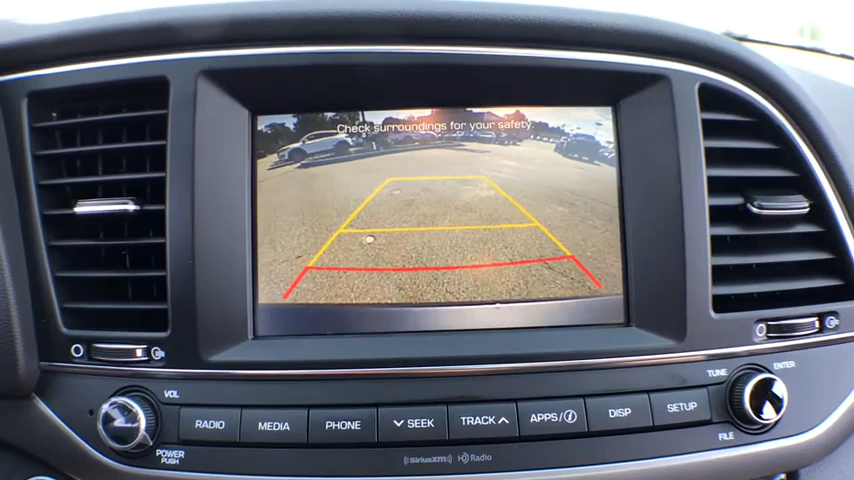 Check surroundings for your safety.
VOL
TUNE
ENTER
RADIO
MEDIA
PHONE
SEEK
TRACK
APPS/i
DISP
SETUP
POWER
PUSH
FILE
SiriusXM
HD Radio